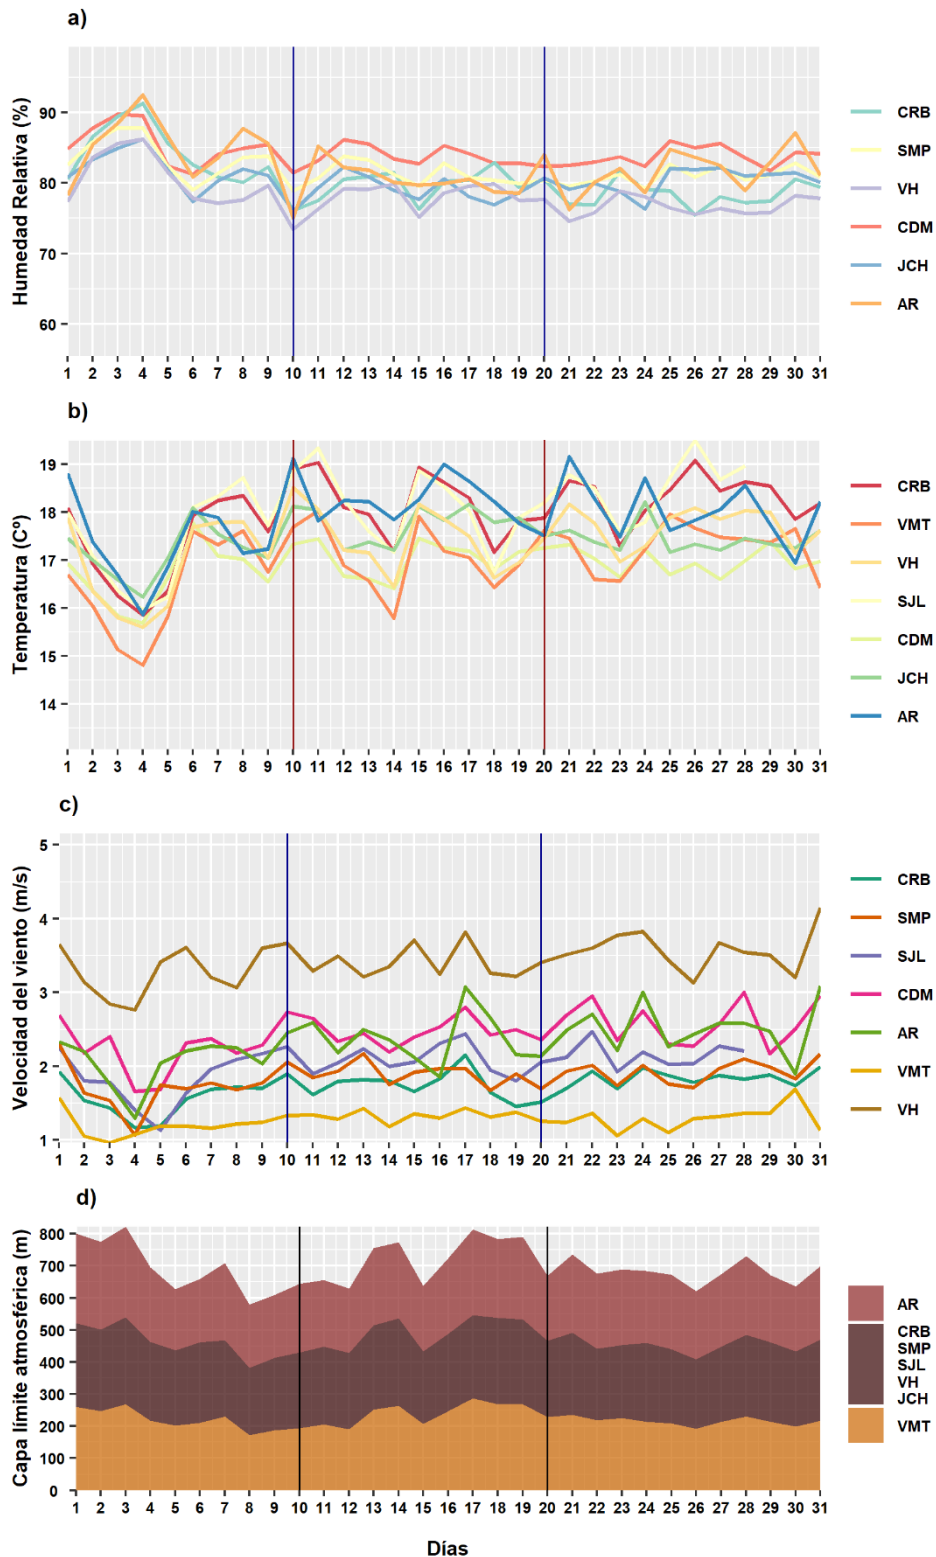 a)
Humedad Relativa (%)
90
80
70
60
1 2 3 4 5 6 7 8 9 10 11 12 13 14 15 16 17 18 19 20 21 22 23 24 25 26 27 28 29 30 31
CRB
SMP
VH
CDM
JCH
AR
b)
Temperatura (Cº)
19
18
17
16
15
14
1 2 3 4 5 6 7 8 9 10 11 12 13 14 15 16 17 18 19 20 21 22 23 24 25 26 27 28 29 30 31
CRB
VMT
VH
SJL
CDM
JCH
AR
c)
Velocidad del viento (m/s)
5
4
3
2
1
1 2 3 4 5 6 7 8 9 10 11 12 13 14 15 16 17 18 19 20 21 22 23 24 25 26 27 28 29 30 31
CRB
SMP
SJL
CDM
AR
VMT
VH
d)
Capa límite atmosférica (m)
800
700
600
500
400
300
200
100
0
1 2 3 4 5 6 7 8 9 10 11 12 13 14 15 16 17 18 19 20 21 22 23 24 25 26 27 28 29 30 31
AR
CRB
SMP
SJL
VH
JCH
VMT
Días